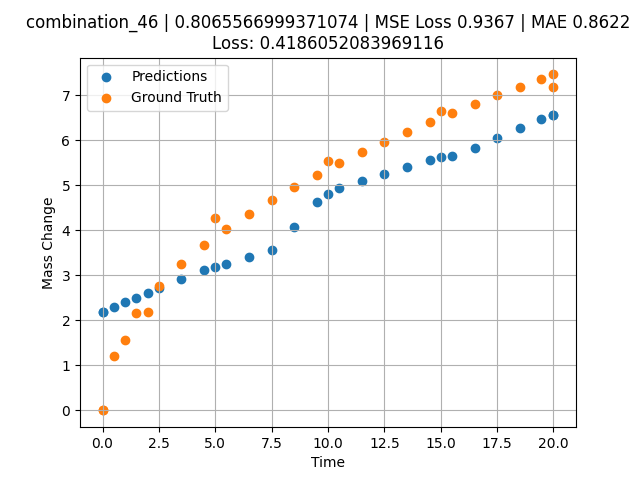 combination_46 | 0.8065566999371074 | MSE Loss 0.9367 | MAE 0.8622
Loss: 0.4186052083969116
Predictions
Ground Truth
Mass Change
7
6
5
4
3
2
1
0
0.0 2.5 5.0 7.5 10.0 12.5 15.0 17.5 20.0
Time